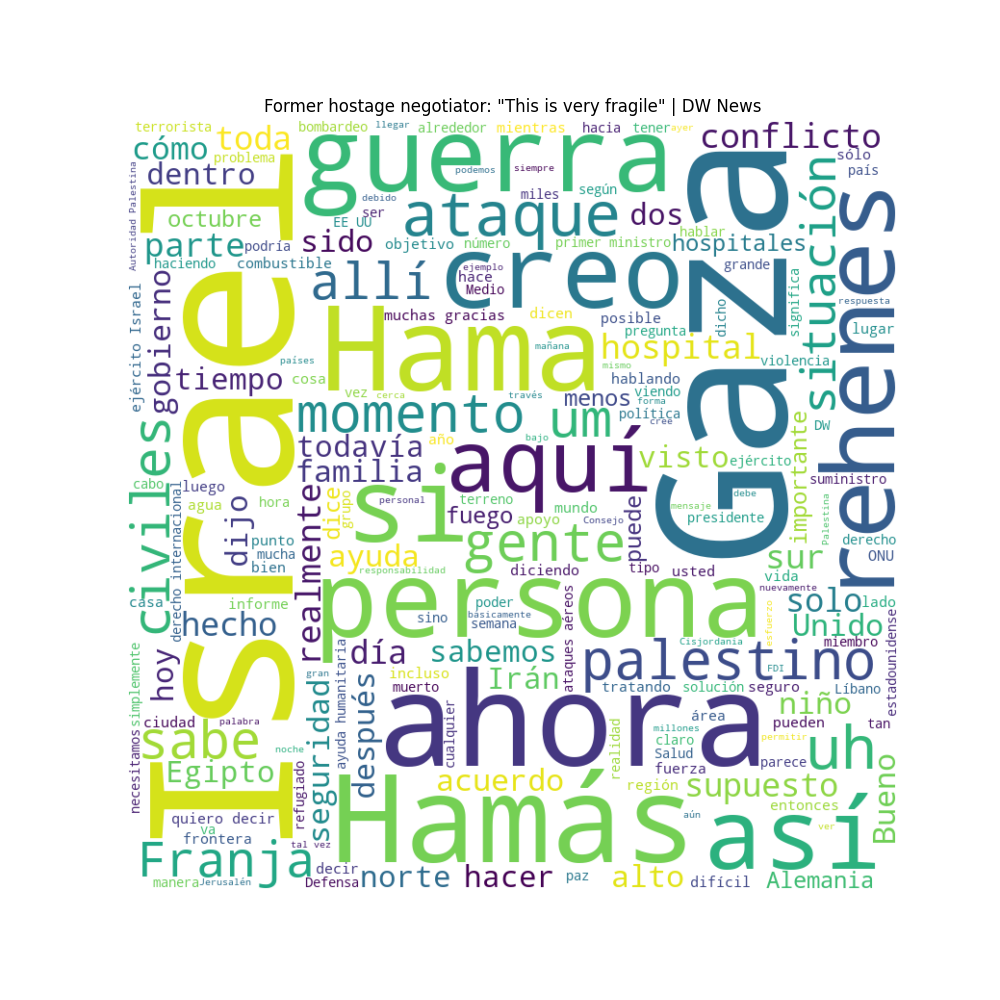 Former hostage negotiator: "This is very fragile" | DW News
terrorista
toda
bombardeo
llegar
alrededor
mientras
hacia
tener
ayer
conflicto
cómo
problema
guerra
podemos
siempre
sólo
país
dentro
Autoridad Palestina
Israel
debido
miles
según
Gaza
situación
rehenes
octubre
ser
EE UU
ataque
dos
hablar
parte
podría
sido
objetivo
número
primer ministro
hospitales
haciendo
combustible
allí
creo
ejemplo
hace
Medio
grande
significa
respuesta
ejército Israel
gobierno
muchas gracias
dicen
posible
pregunta
dicho
lugar
Hama
mañana
hospital
violencia
países
mismo
tiempo
cosa
vez
cerca
través
menos
hablando
viendo
forma
política
cree
momento
um
DW
todavía
año
bajo
aquí
visto
ejército
importante
familia
civiles
cabo
luego
si
personal
terreno
suministro
agua
hora
dice
grupo
fuego
apoyo
mundo
Consejo
puede
debe
mensaje
presidente
Palestina
derecho
derecho internacional
dijo
punto
mucha
bien
realmente
ayuda
gente
sur
ONU
responsabilidad
diciendo
tipo
usted
vida
nuevamente
casa
informe
persona
poder
básicamente
semana
sino
ataques aéreos
esfuerzo
solo
lado
hecho
Unido
miembro
estadounidense
hoy
día
sabemos
Cisjordania
palestino
FDI
simplemente
gran
incluso
muerto
Irán
tratando
solución
seguro
Líbano
niño
ayuda humanitaria
seguridad
después
ahora
cualquier
área
pueden
tan
ciudad
palabra
millones
claro
permitir
sabe
noche
realidad
Salud
fuerza
parece
uh
Bueno
necesitamos
Egipto
refugiado
acuerdo
región
supuesto
entonces
quiero decir
va
frontera
tal vez
Hamás
aún
así
ver
Franja
decir
manera
Jerusalén
Defensa
norte
hacer
paz
alto
difícil
Alemania